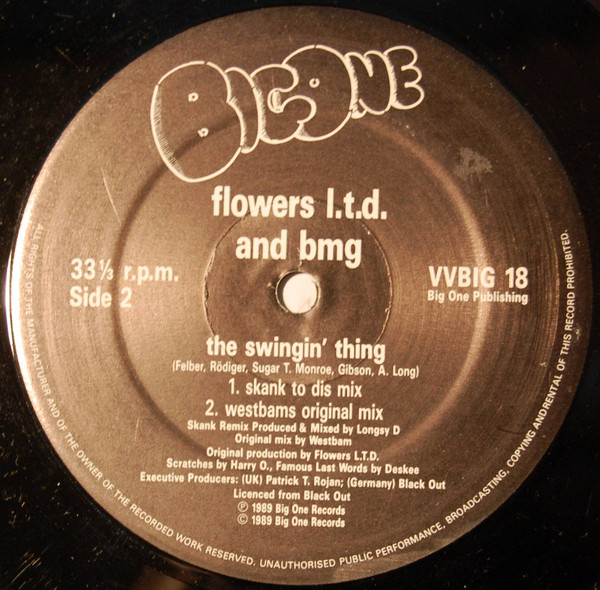 BIG ONE
flowers l.t.d.
and bmg
33⅓ r.p.m.
Side 2
VVBIG 18
Big One Publishing
the swingin' thing
(Felber, Rödiger, Sugar T. Monroe, Gibson, A. Long)
1. skank to dis mix
2. westbams original mix
Skank Remix Produced & Mixed by Longsy D
Original mix by Westbam
Original production by Flowers L.T.D.
Scratches by Harry O., Famous Last Words by Deskee
Executive Producers: (UK) Patrick T. Rojan; (Germany) Black Out
Licenced from Black Out
Ⓟ 1989 Big One Records
© 1989 Big One Records
ALL RIGHTS OF THE MANUFACTURER AND OF THE OWNER OF THE RECORDED WORK RESERVED. UNAUTHORISED PUBLIC PERFORMANCE, BROADCASTING, COPYING AND RENTAL OF THIS RECORD PROHIBITED.